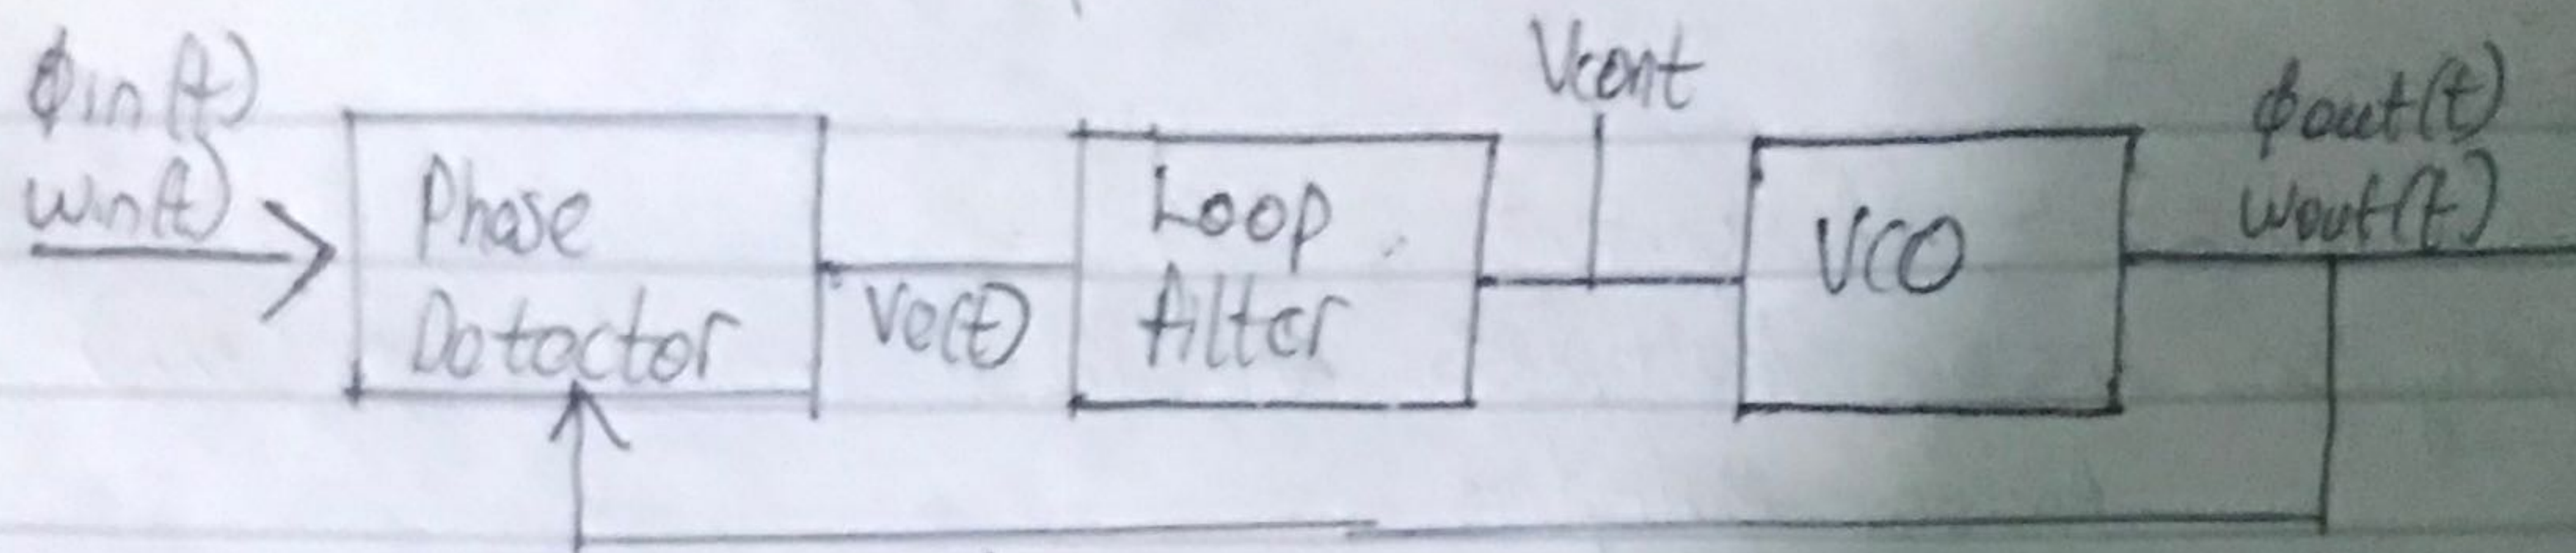 ϕin(t)
win(t)
Phase
Detector
Ve(t)
Loop
filter
Vcont
VCO
ϕout(t)
wout(t)